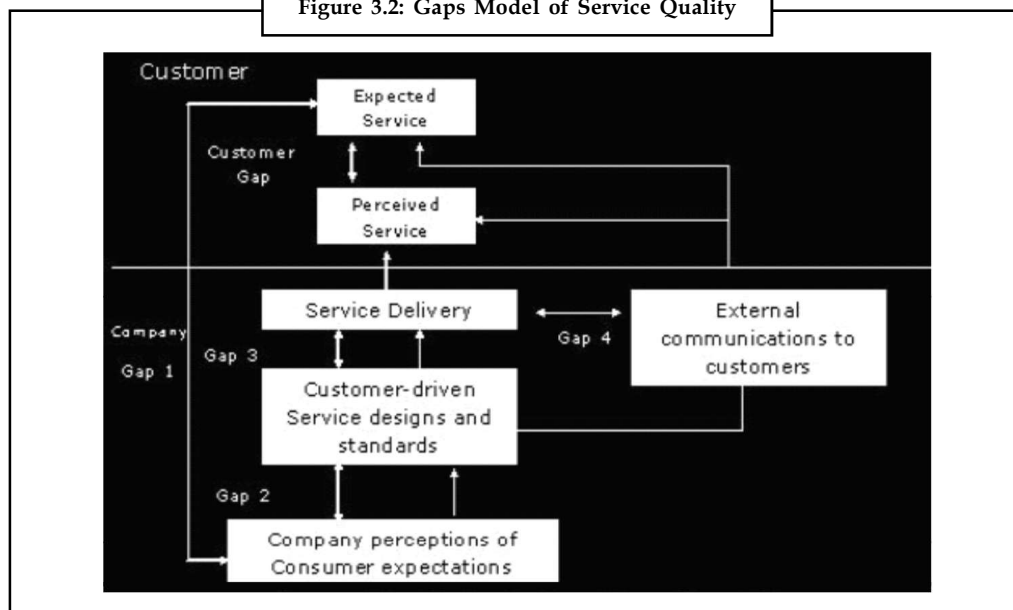 Figure 3.2: Gaps Model of Service Quality
Customer
Expected
Service
Customer
Gap
Perceived
Service
Service Delivery
External
communications to
customers
Company
Gap 1
Gap 3
Gap 4
Customer-driven
Service designs and
standards
Gap 2
Company perceptions of
Consumer expectations